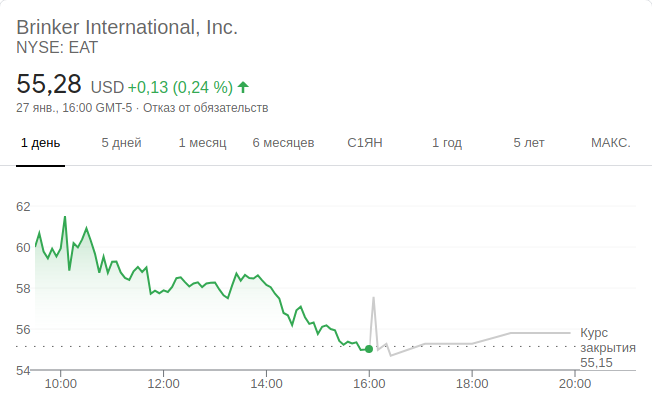 Brinker International, Inc.
NYSE: EAT
55,28 USD +0,13 (0,24 %)
27 янв., 16:00 GMT-5 · Отказ от обязательств
1 день 5 дней 1 месяц 6 месяцев С1ЯН 1 год 5 лет МАКС.
62
60
58
56
54
Курс
закрытия
55,15
10:00 12:00 14:00 16:00 18:00 20:00